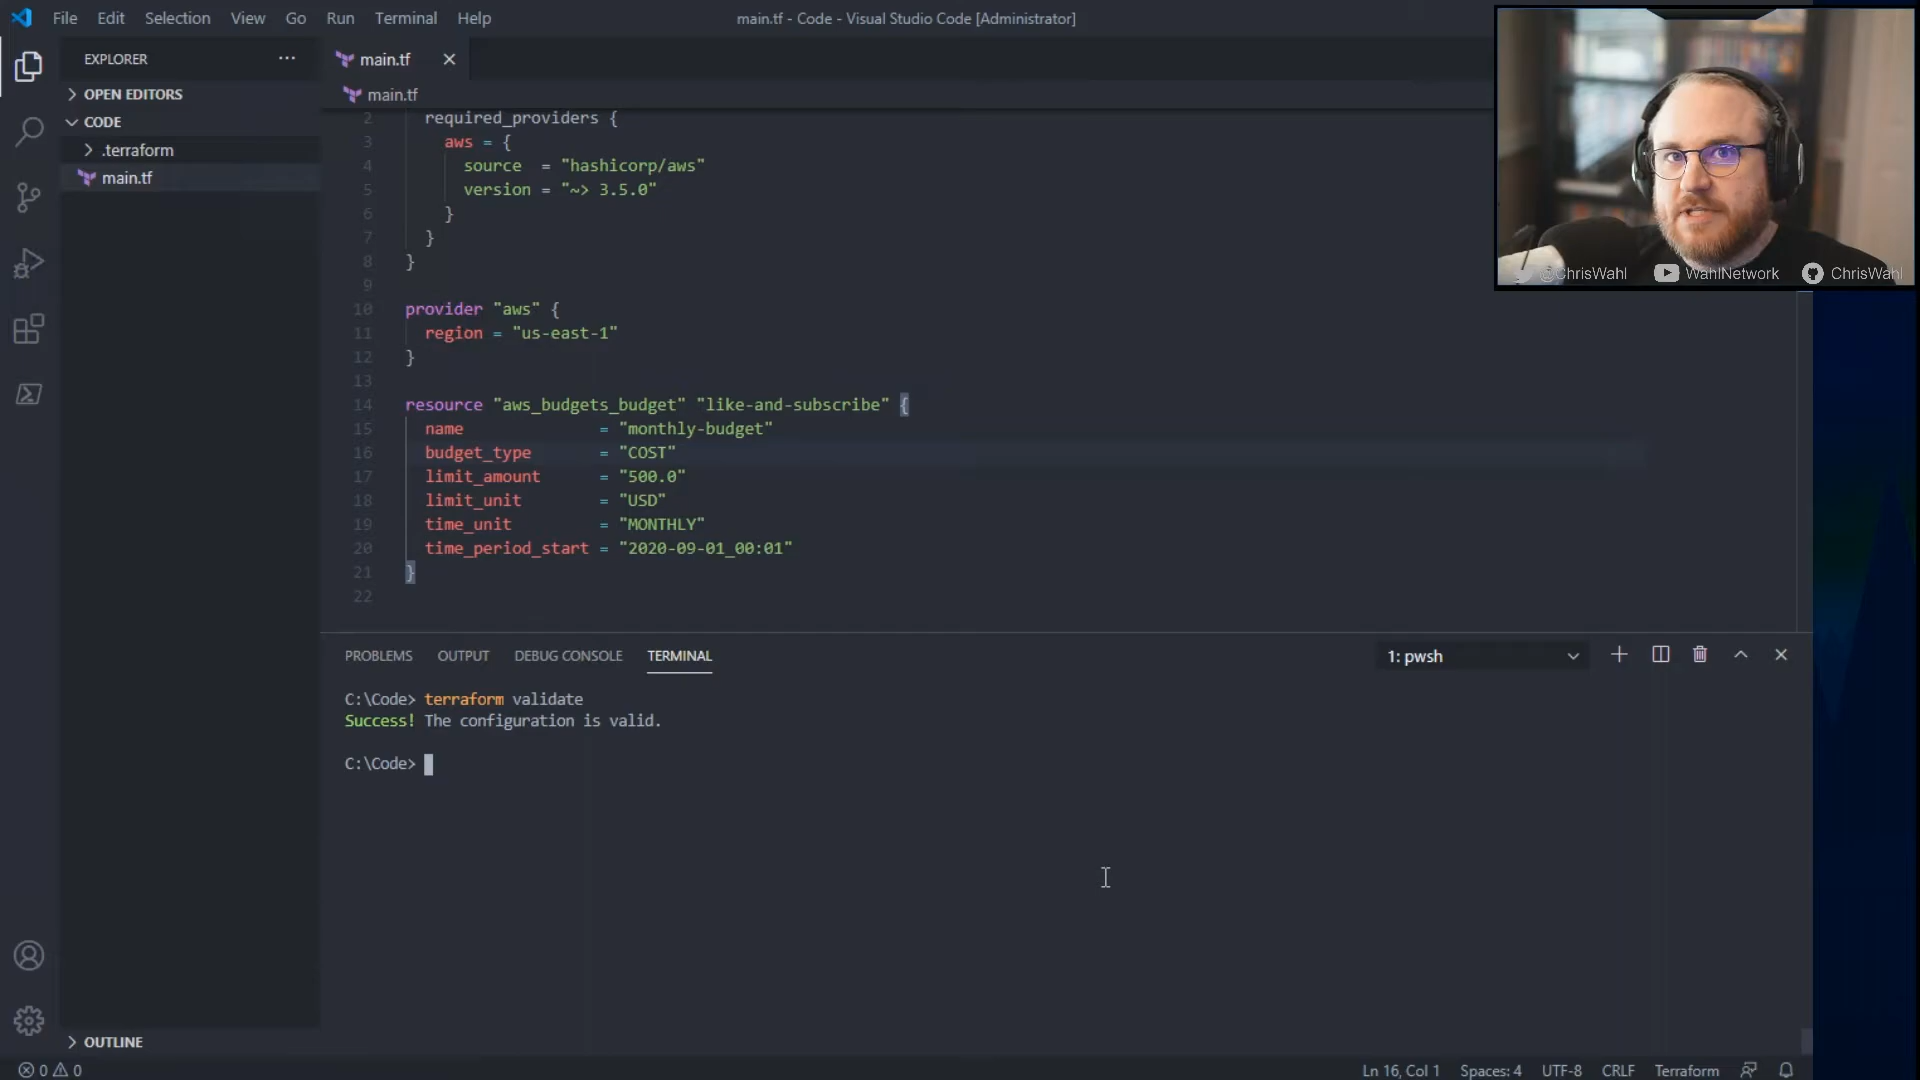 File Edit Selection View Go Run Terminal Help
main.tf - Code - Visual Studio Code [Administrator]
EXPLORER
OPEN EDITORS
CODE
.terraform
main.tf
OUTLINE
main.tf
main.tf
2 required_providers {
3 aws = {
4 source = "hashicorp/aws"
5 version = "~> 3.5.0"
6 }
7 }
8 }
9
10 provider "aws" {
11 region = "us-east-1"
12 }
13
14 resource "aws_budgets_budget" "like-and-subscribe" {
15 name = "monthly-budget"
16 budget_type = "COST"
17 limit_amount = "500.0"
18 limit_unit = "USD"
19 time_unit = "MONTHLY"
20 time_period_start = "2020-09-01_00:01"
21 }
22
@ChrisWahl WahlNetwork ChrisWahl
PROBLEMS OUTPUT DEBUG CONSOLE TERMINAL
1: pwsh
C:\Code> terraform validate
Success! The configuration is valid.
C:\Code>
0 0
Ln 16, Col 1 Spaces: 4 UTF-8 CRLF Terraform